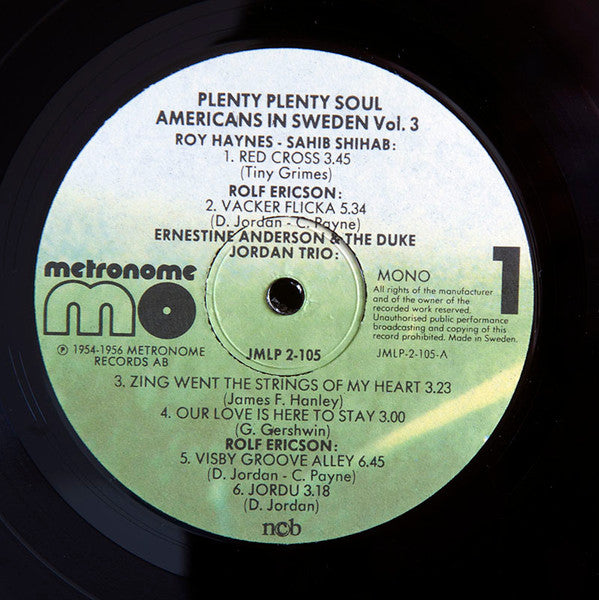 PLENTY PLENTY SOUL
AMERICANS IN SWEDEN Vol. 3
ROY HAYNES - SAHIB SHIHAB:
1. RED CROSS 3.45
(Tiny Grimes)
ROLF ERICSON:
2. VACKER FLICKA 5.34
(D. Jordan - C. Payne)
ERNESTINE ANDERSON & THE DUKE
JORDAN TRIO:
metronome
mo
℗ 1954-1956 METRONOME
RECORDS AB
JMLP 2-105
MONO
1
All rights of the manufacturer
and of the owner of the
recorded work reserved.
Unauthorised public performance
broadcasting and copying of this
record prohibited. Made in Sweden.
JMLP-2-105-A
3. ZING WENT THE STRINGS OF MY HEART 3.23
(James F. Hanley)
4. OUR LOVE IS HERE TO STAY 3.00
(G. Gershwin)
ROLF ERICSON:
5. VISBY GROOVE ALLEY 6.45
(D. Jordan - C. Payne)
6. JORDU 3.18
(D. Jordan)
ncb